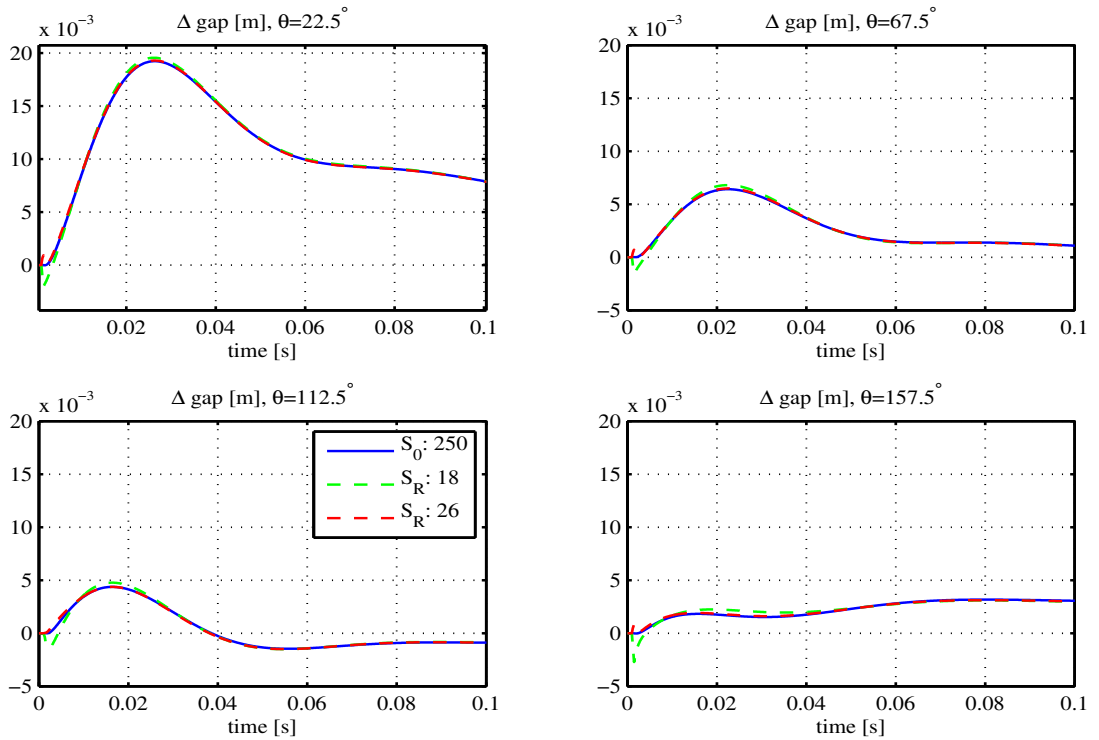 x 10⁻³
Δ gap [m], θ=22.5°
20
15
10
5
0
0.02 0.04 0.06 0.08 0.1
time [s]
x 10⁻³
Δ gap [m], θ=67.5°
20
15
10
5
0
−5
0 0.02 0.04 0.06 0.08 0.1
time [s]
x 10⁻³
Δ gap [m], θ=112.5°
20
15
10
5
0
−5
0 0.02 0.04 0.06 0.08 0.1
time [s]
S₀: 250
S_R: 18
S_R: 26
x 10⁻³
Δ gap [m], θ=157.5°
20
15
10
5
0
−5
0 0.02 0.04 0.06 0.08 0.1
time [s]